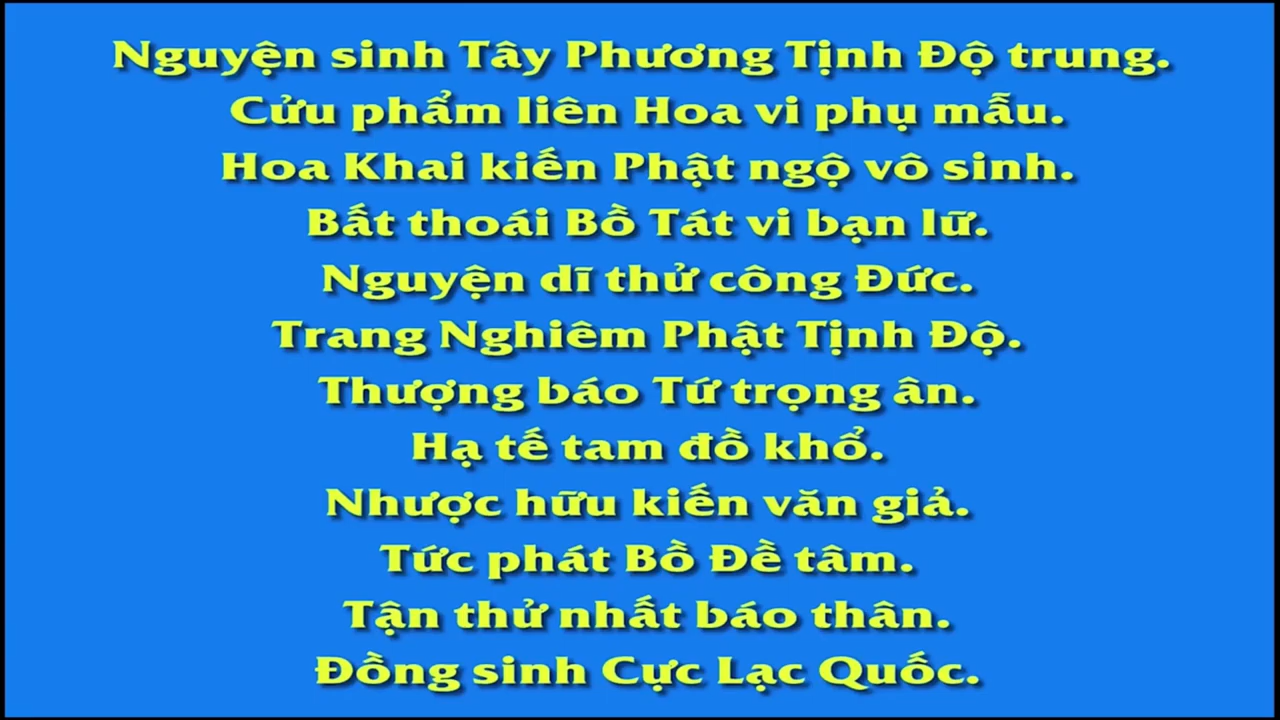 Nguyện sinh Tây Phương Tịnh Độ trung.
Cửu phẩm liên Hoa vi phụ mẫu.
Hoa Khai kiến Phật ngộ vô sinh.
Bất thoái Bồ Tát vi bạn lữ.
Nguyện dĩ thử công Đức.
Trang Nghiêm Phật Tịnh Độ.
Thượng báo Tứ trọng ân.
Hạ tế tam đồ khổ.
Nhược hữu kiến văn giả.
Tức phát Bồ Đề tâm.
Tận thử nhất báo thân.
Đồng sinh Cực Lạc Quốc.